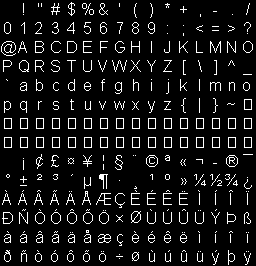 ! " # $ % & ' ( ) * + , - . /
0 1 2 3 4 5 6 7 8 9 : ; < = > ?
@ A B C D E F G H I J K L M N O
P Q R S T U V W X Y Z [ \ ] ^ _
` a b c d e f g h i j k l m n o
p q r s t u v w x y z { | } ~ □
□ □ □ □ □ □ □ □ □ □ □ □ □ □ □ □
□ □ □ □ □ □ □ □ □ □ □ □ □ □ □ □
¡ ¢ £ ¤ ¥ ¦ § ¨ © ª « ¬ - ® ¯
° ± ² ³ ´ µ ¶ · ¸ ¹ º » ¼ ½ ¾ ¿
À Á Â Ã Ä Å Æ Ç È É Ê Ë Ì Í Î Ï
Ð Ñ Ò Ó Ô Õ Ö × Ø Ù Ú Û Ü Ý Þ ß
à á â ã ä å æ ç è é ê ë ì í î ï
ð ñ ò ó ô õ ö ÷ ø ù ú û ü ý þ ÿ